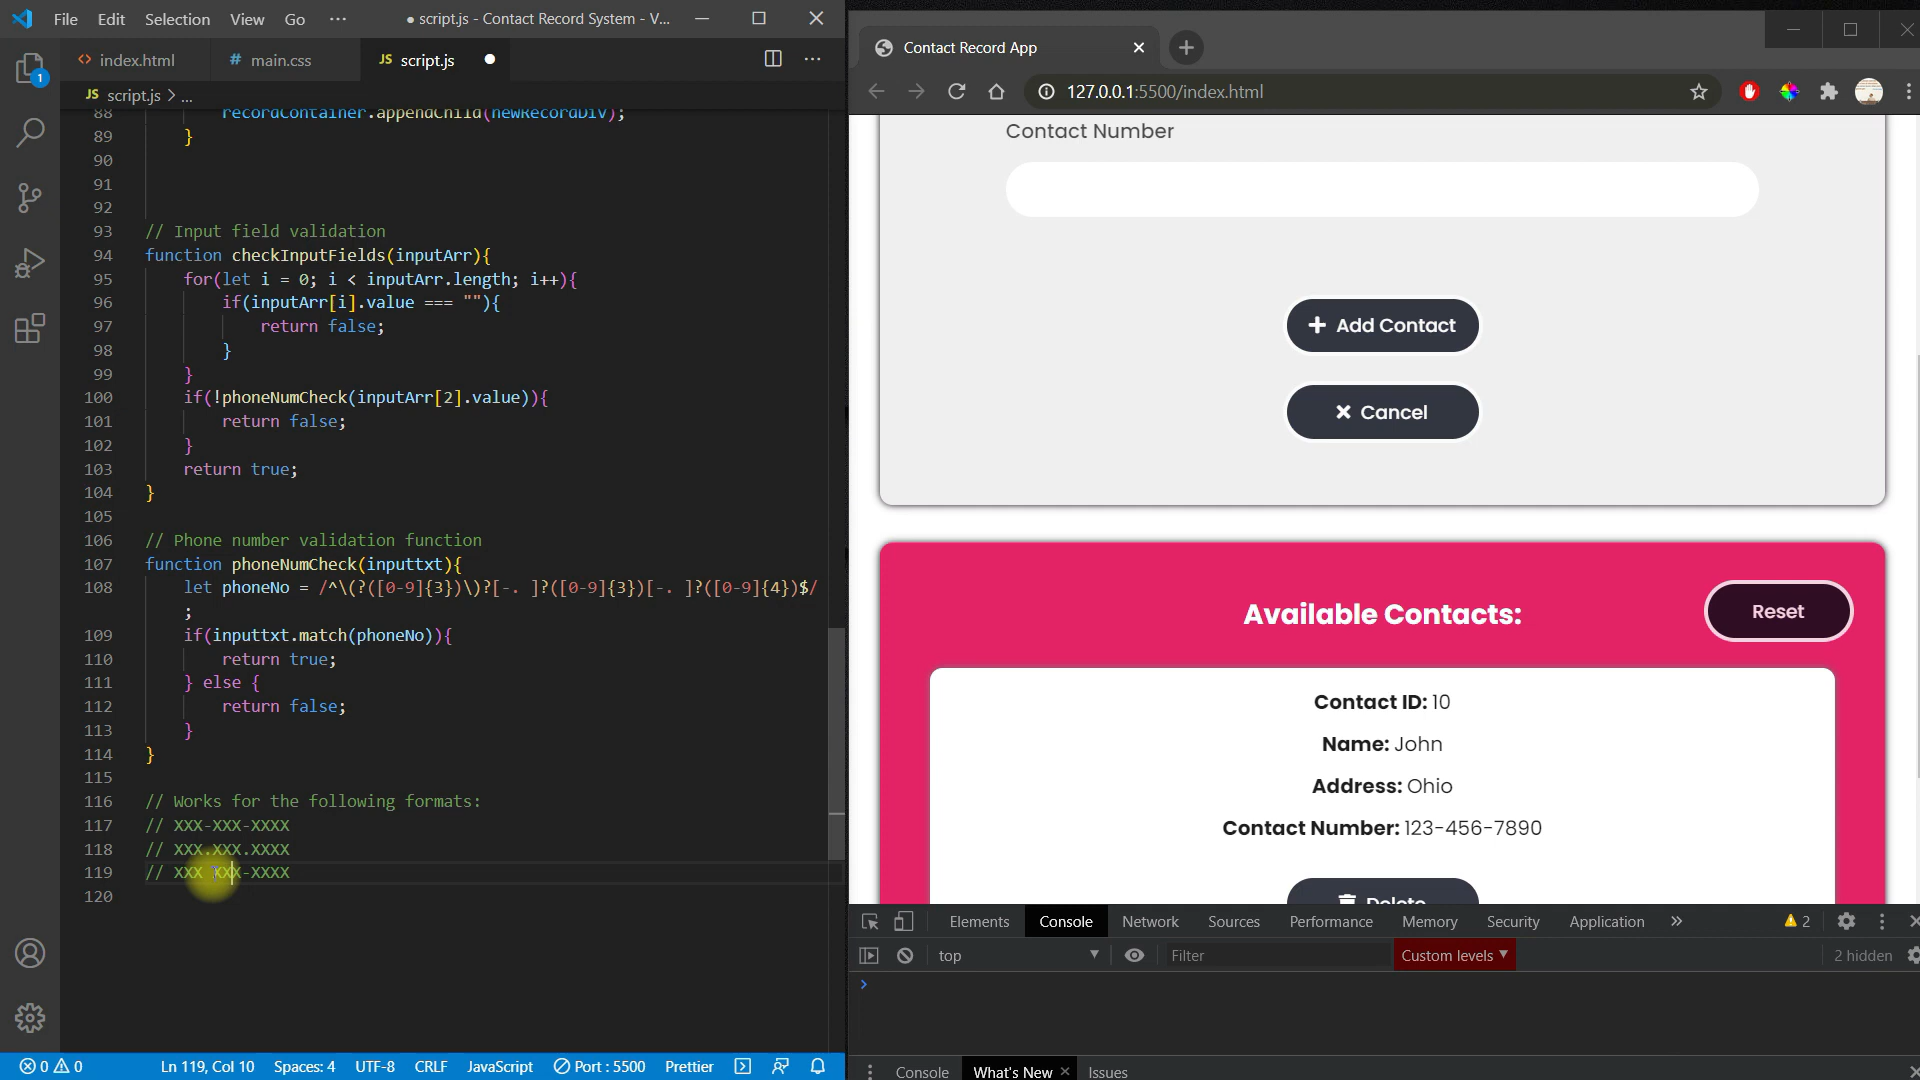 File Edit Selection View Go ··· ● script.js - Contact Record System - V...
index.html # main.css JS script.js ●
JS script.js > ...
1
88 recordContainer.appendChild(newRecordDiv);
89 }
90
91
92
93 // Input field validation
94 function checkInputFields(inputArr){
95 for(let i = 0; i < inputArr.length; i++){
96 if(inputArr[i].value === ""){
97 return false;
98 }
99 }
100 if(!phoneNumCheck(inputArr[2].value)){
101 return false;
102 }
103 return true;
104 }
105
106 // Phone number validation function
107 function phoneNumCheck(inputtxt){
108 let phoneNo = /^\(?([0-9]{3})\)?[-. ]?([0-9]{3})[-. ]?([0-9]{4})$/
;
109 if(inputtxt.match(phoneNo)){
110 return true;
111 } else {
112 return false;
113 }
114 }
115
116 // Works for the following formats:
117 // XXX-XXX-XXXX
118 // XXX.XXX.XXXX
119 // XXX XXX-XXXX
120
0 0 Ln 119, Col 10 Spaces: 4 UTF-8 CRLF JavaScript Port : 5500 Prettier
Contact Record App
127.0.0.1:5500/index.html
Contact Number
Add Contact
Cancel
Available Contacts:
Reset
Contact ID: 10
Name: John
Address: Ohio
Contact Number: 123-456-7890
Delete
Elements Console Network Sources Performance Memory Security Application » 2
top Filter Custom levels 2 hidden
Console What's New Issues